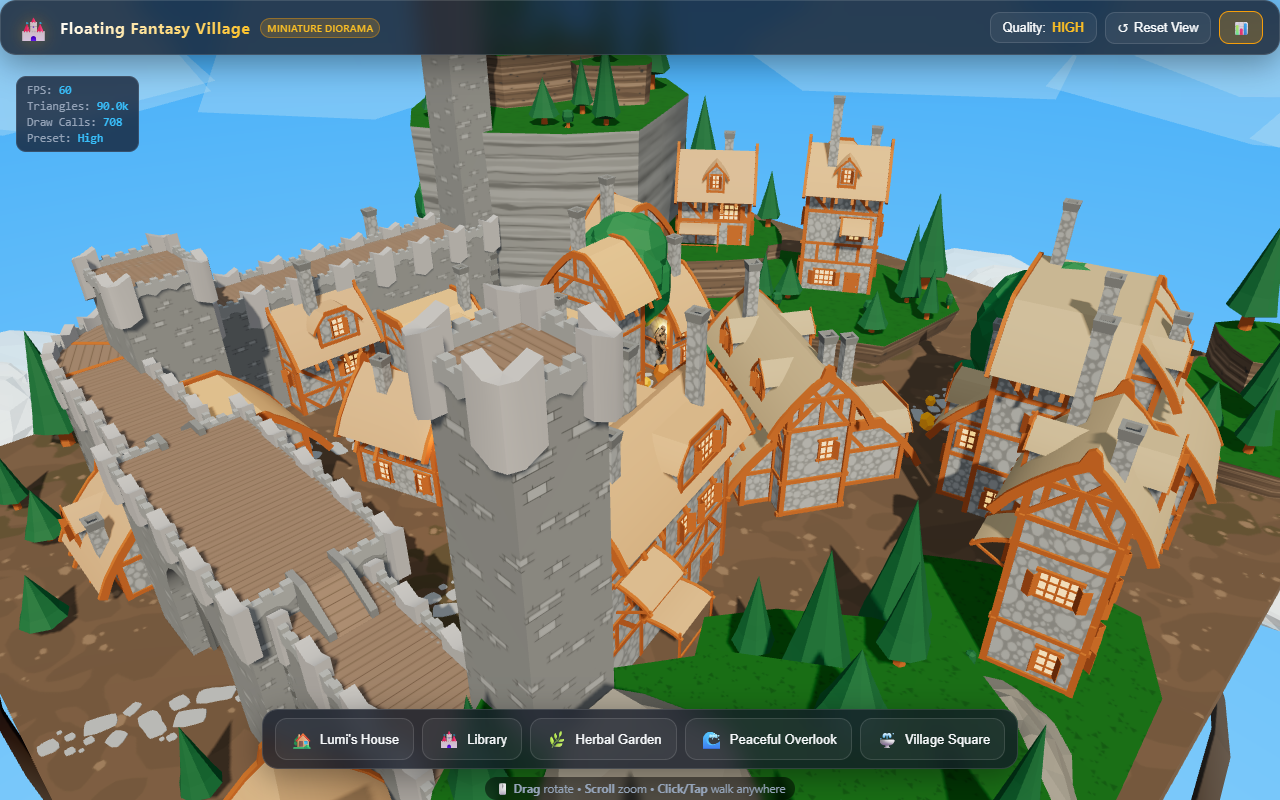 Floating Fantasy Village
MINIATURE DIORAMA
Quality: HIGH
↺ Reset View
FPS: 60
Triangles: 90.0k
Draw Calls: 708
Preset: High
Lumi's House
Library
Herbal Garden
Peaceful Overlook
Village Square
Drag rotate • Scroll zoom • Click/Tap walk anywhere